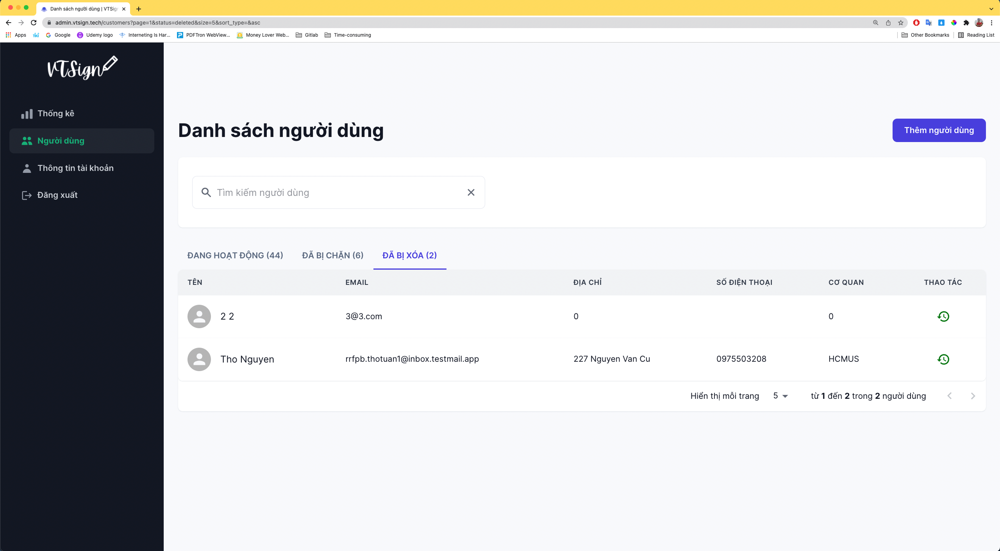 Danh sách người dùng | VTSign
admin.vtsign.tech/customers?page=1&status=deleted&size=5&sort_type=&asc
Apps
TIKI
Google
Udemy logo
Interneting Is Har...
PDFTron WebView...
Money Lover Web...
Gitlab
Time-consuming
Other Bookmarks
Reading List
VTSign
Thống kê
Người dùng
Thông tin tài khoản
Đăng xuất
Danh sách người dùng
Thêm người dùng
Tìm kiếm người dùng
ĐANG HOẠT ĐỘNG (44) ĐÃ BỊ CHẶN (6) ĐÃ BỊ XÓA (2)
TÊN EMAIL ĐỊA CHỈ SỐ ĐIỆN THOẠI CƠ QUAN THAO TÁC
2 2 3@3.com 0 0
Tho Nguyen rrfpb.thotuan1@inbox.testmail.app 227 Nguyen Van Cu 0975503208 HCMUS
Hiển thị mỗi trang 5 từ 1 đến 2 trong 2 người dùng